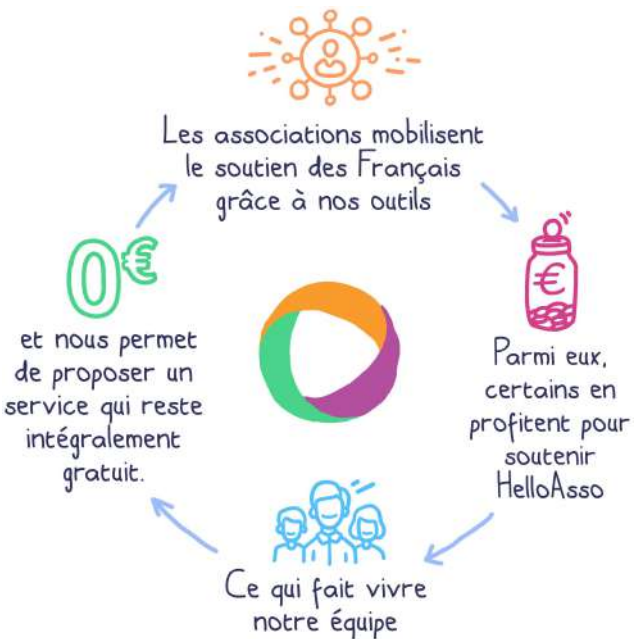 Les associations mobilisent
le soutien des Français
grâce à nos outils
€
Parmi eux,
certains en
profitent pour
soutenir
HelloAsso
Ce qui fait vivre
notre équipe
0€
et nous permet
de proposer un
service qui reste
intégralement
gratuit.